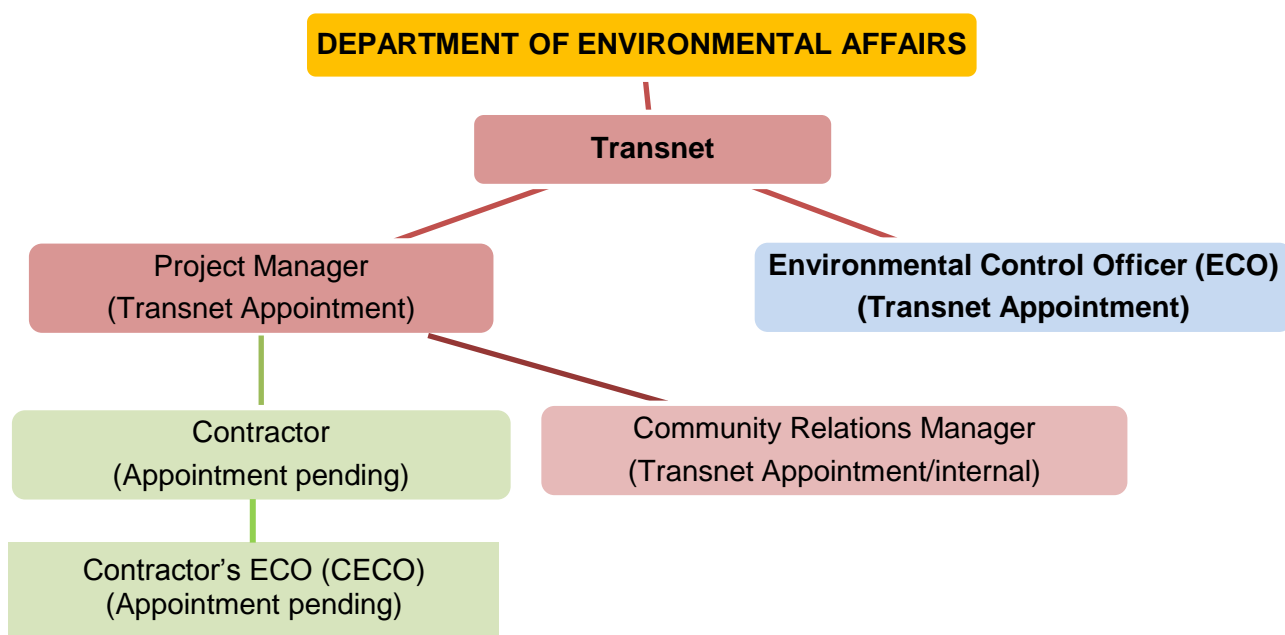 DEPARTMENT OF ENVIRONMENTAL AFFAIRS
Transnet
Project Manager
(Transnet Appointment)
Environmental Control Officer (ECO)
(Transnet Appointment)
Contractor
(Appointment pending)
Community Relations Manager
(Transnet Appointment/internal)
Contractor’s ECO (CECO)
(Appointment pending)